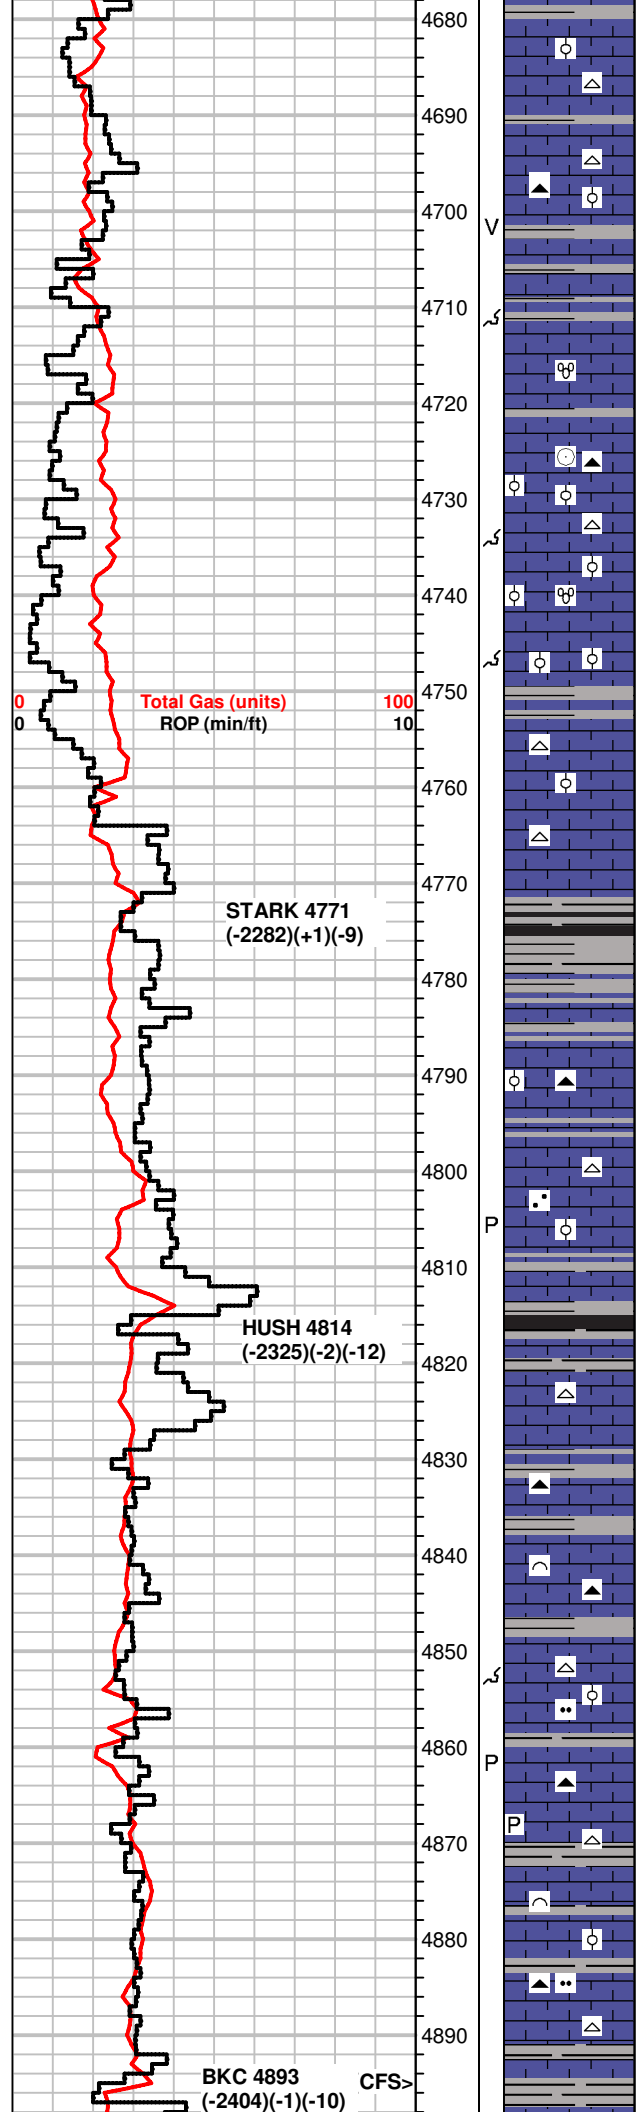 4680
4690
4700
V
4710
4720
4730
4740
4750
0 Total Gas (units) 100
0 ROP (min/ft) 10
4760
4770
STARK 4771
(-2282)(+1)(-9)
4780
4790
4800
P
4810
HUSH 4814
(-2325)(-2)(-12)
4820
4830
4840
4850
4860
P
P
4870
4880
4890
BKC 4893 CFS>
(-2404)(-1)(-10)